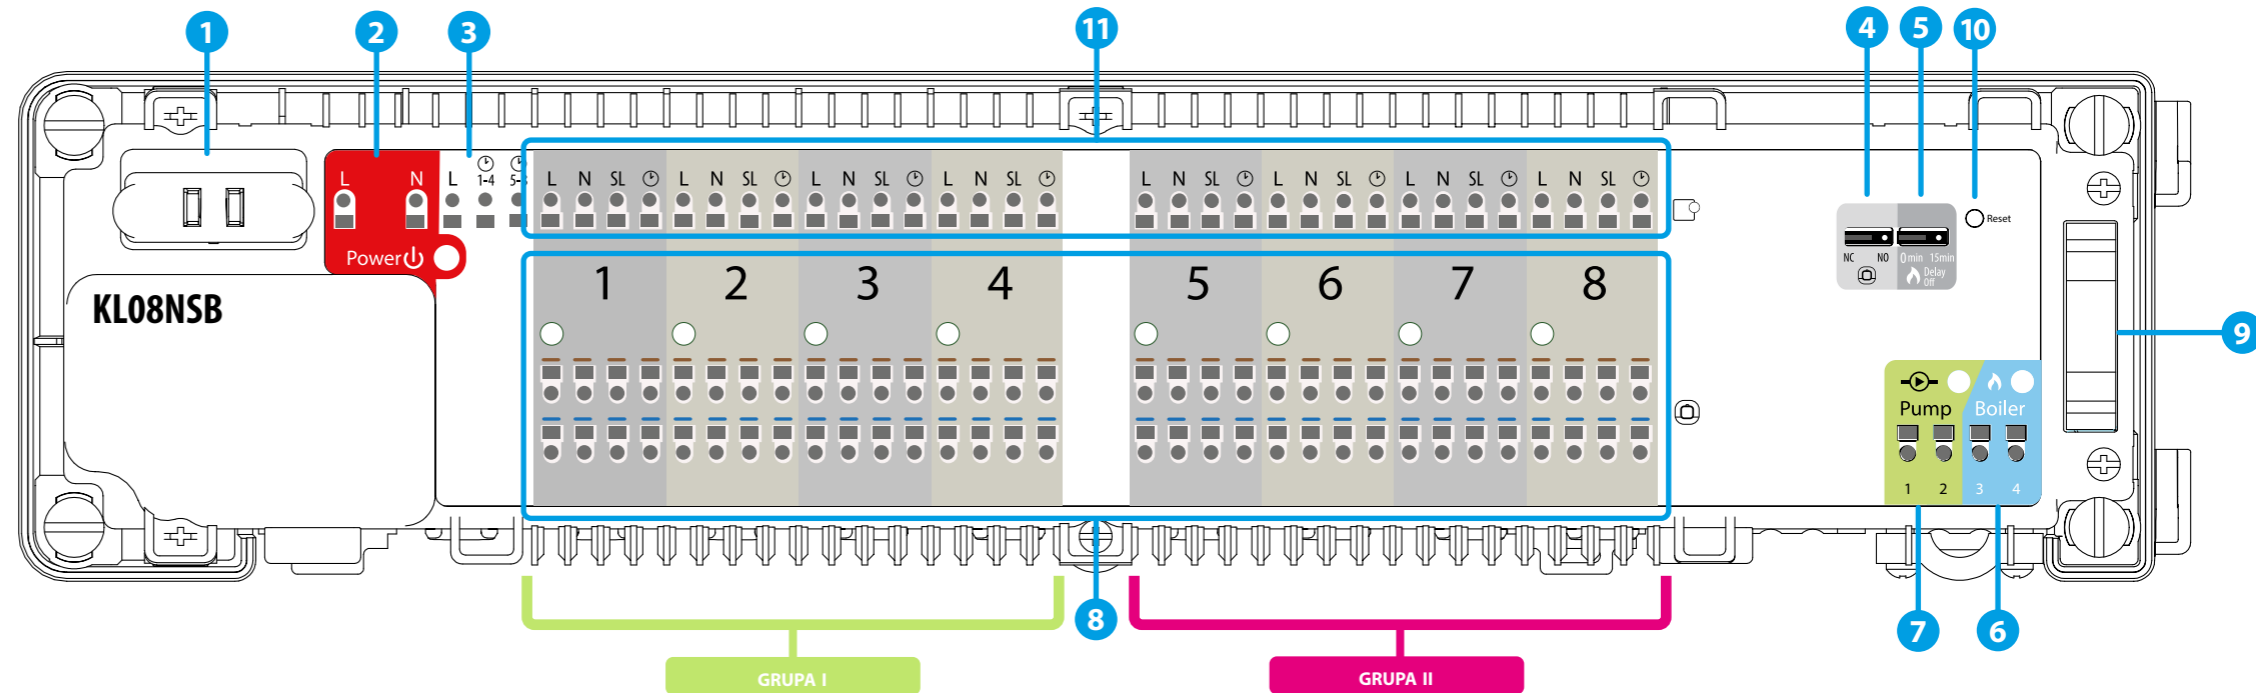 1 2 3 11 4 5 10
L N L 1-4 5-8 L N SL L N SL L N SL L N SL L N SL L N SL L N SL L N SL
Reset
Power
NC NO 0 min 15min
Delay
Off
1 2 3 4 5 6 7 8
KL08NSB
9
Pump Boiler
1 2 3 4
8 7 6
GRUPA I GRUPA II